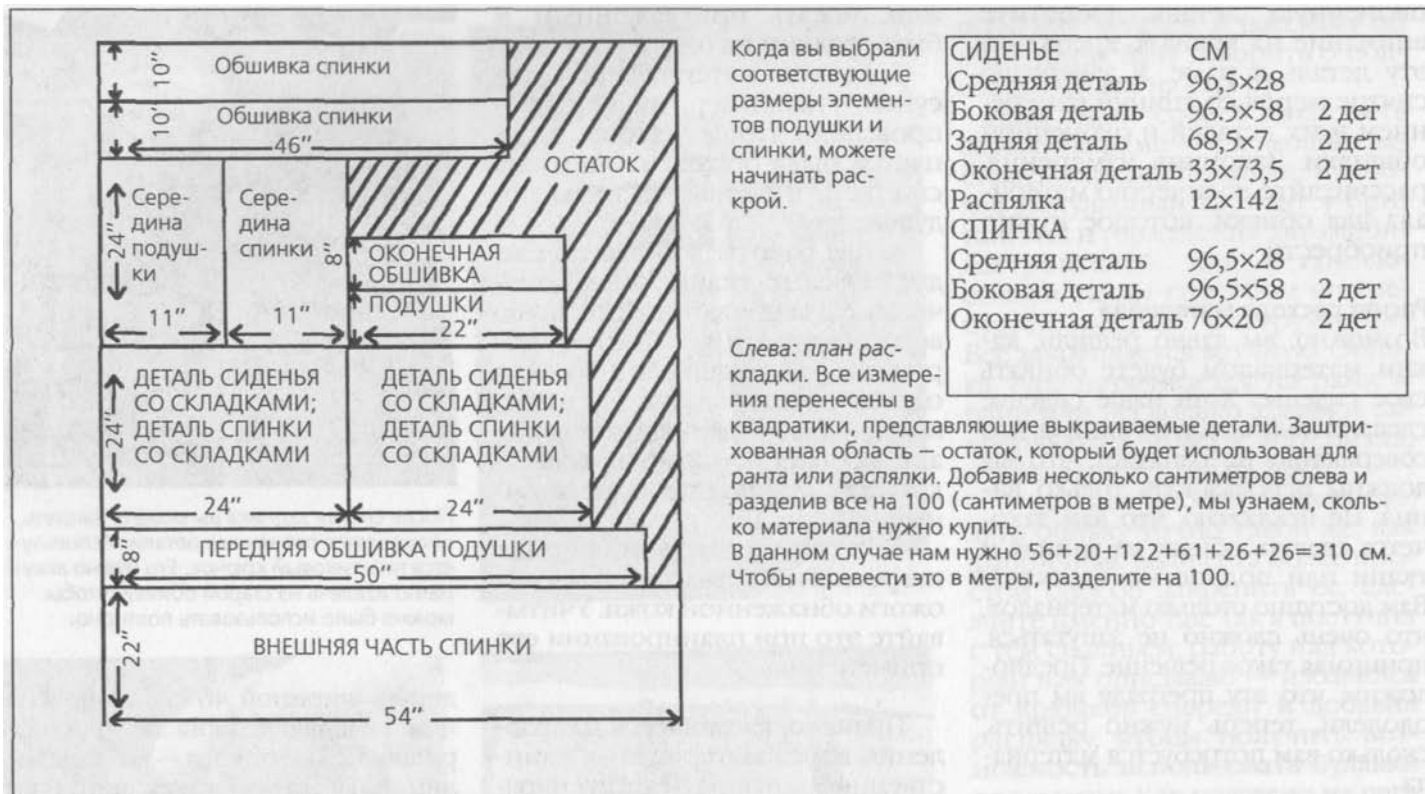 10″
Обшивка спинки
10″
Обшивка спинки
46″
ОСТАТОК
24″
Сере-
дина
подуш-
ки
Сере-
дина
спинки
8″
ОКОНЕЧНАЯ
ОБШИВКА
ПОДУШКИ
11″
11″
22″
24″
ДЕТАЛЬ СИДЕНЬЯ
СО СКЛАДКАМИ;
ДЕТАЛЬ СПИНКИ
СО СКЛАДКАМИ
ДЕТАЛЬ СИДЕНЬЯ
СО СКЛАДКАМИ;
ДЕТАЛЬ СПИНКИ
СО СКЛАДКАМИ
24″
24″
8″
ПЕРЕДНЯЯ ОБШИВКА ПОДУШКИ
50″
22″
ВНЕШНЯЯ ЧАСТЬ СПИНКИ
54″
Когда вы выбрали
соответствующие
размеры элемен-
тов подушки и
спинки, можете
начинать рас-
крой.
СИДЕНЬЕ СМ
Средняя деталь 96,5×28
Боковая деталь 96.5×58 2 дет
Задняя деталь 68,5×7 2 дет
Оконечная деталь 33×73,5 2 дет
Распялка 12×142
СПИНКА
Средняя деталь 96,5×28
Боковая деталь 96,5×58 2 дет
Оконечная деталь 76×20 2 дет
Слева: план рас-
кладки. Все измере-
ния перенесены в
квадратики, представляющие выкраиваемые детали. Заштри-
хованная область — остаток, который будет использован для
ранта или распялки. Добавив несколько сантиметров слева и
разделив все на 100 (сантиметров в метре), мы узнаем, сколь-
ко материала нужно купить.
В данном случае нам нужно 56+20+122+61+26+26=310 см.
Чтобы перевести это в метры, разделите на 100.